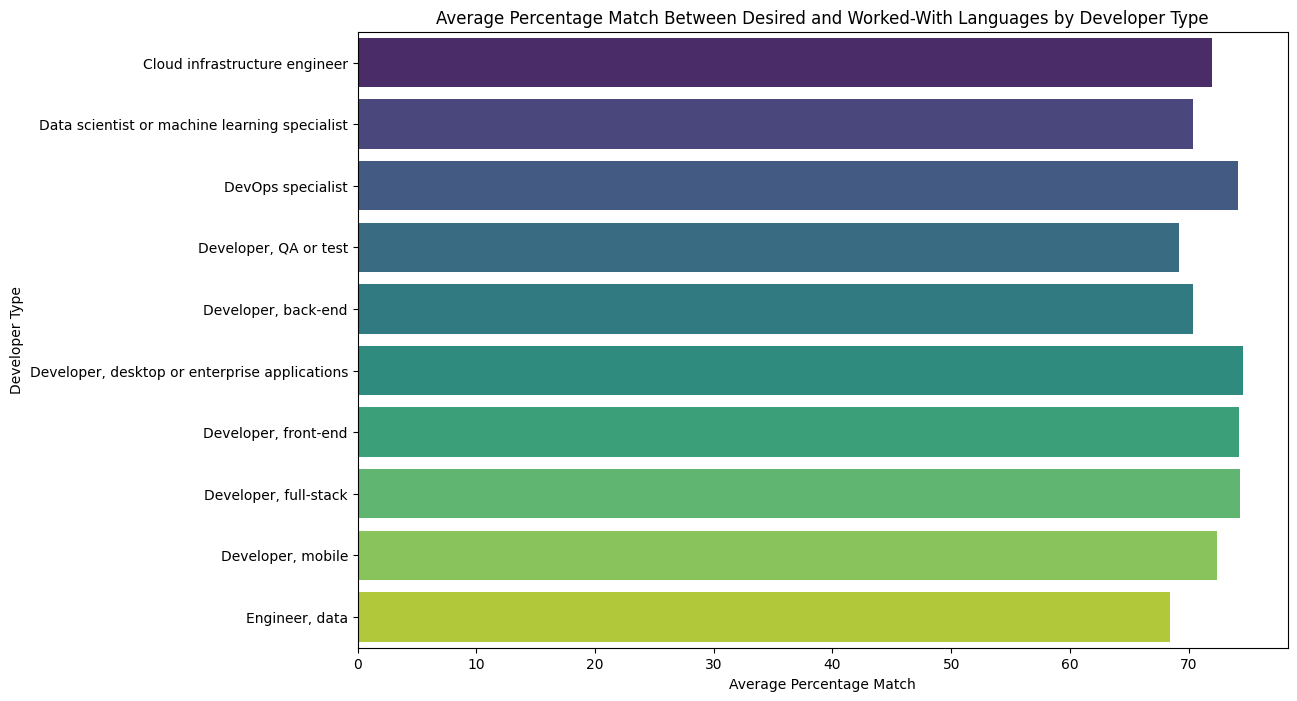 Average Percentage Match Between Desired and Worked-With Languages by Developer Type
Developer Type
Cloud infrastructure engineer
Data scientist or machine learning specialist
DevOps specialist
Developer, QA or test
Developer, back-end
Developer, desktop or enterprise applications
Developer, front-end
Developer, full-stack
Developer, mobile
Engineer, data
0 10 20 30 40 50 60 70
Average Percentage Match